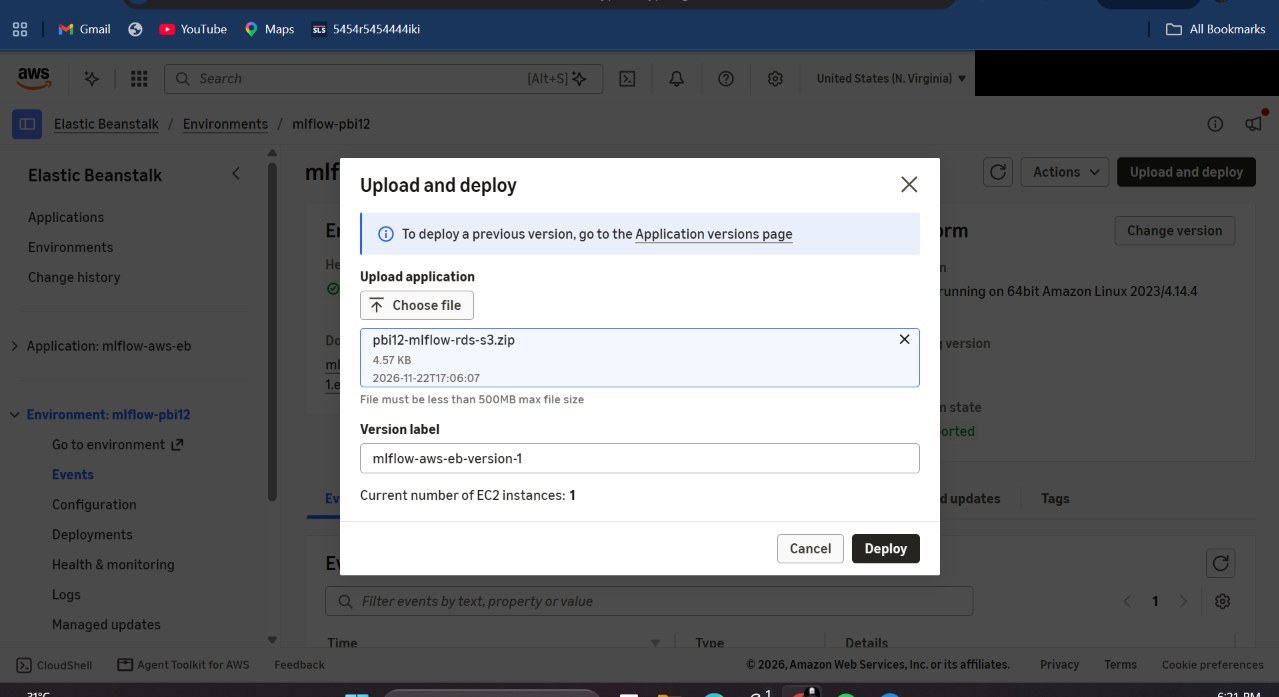 Gmail
YouTube
Maps
SLS 5454r5454444iki
All Bookmarks
aws
Search
[Alt+S]
United States (N. Virginia)
Elastic Beanstalk / Environments / mlflow-pbi12
Elastic Beanstalk
Applications
Environments
Change history
Application: mlflow-aws-eb
Environment: mlflow-pbi12
Go to environment
Events
Configuration
Deployments
Health & monitoring
Logs
Managed updates
mlf
Actions
Upload and deploy
Change version
running on 64bit Amazon Linux 2023/4.14.4
version
state
d updates
Tags
Upload and deploy
To deploy a previous version, go to the Application versions page
Upload application
Choose file
pbi12-mlflow-rds-s3.zip
4.57 KB
2026-11-22T17:06:07
File must be less than 500MB max file size
Version label
mlflow-aws-eb-version-1
Current number of EC2 instances: 1
Cancel
Deploy
Filter events by text, property or value
1
Time
Type
Details
CloudShell
Agent Toolkit for AWS
Feedback
© 2026, Amazon Web Services, Inc. or its affiliates.
Privacy
Terms
Cookie preferences
31°C
6:21 PM